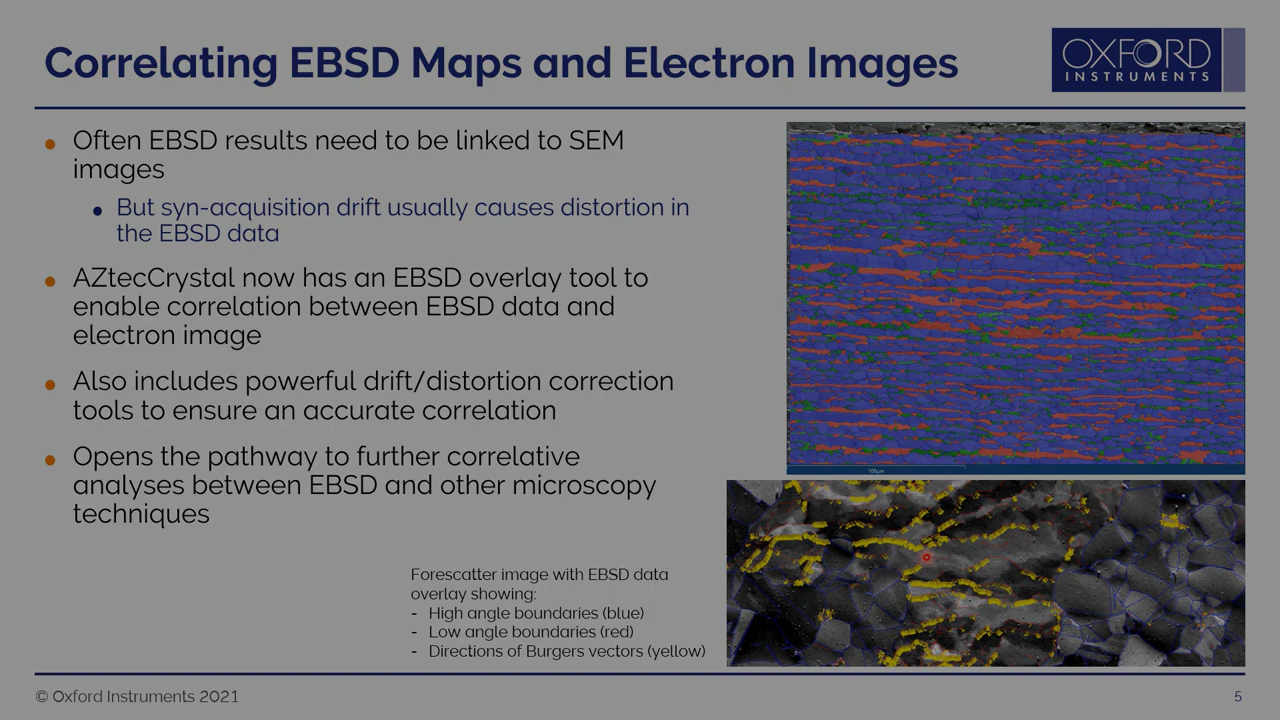 Correlating EBSD Maps and Electron Images
OXFORD
INSTRUMENTS
• Often EBSD results need to be linked to SEM
images
• But syn-acquisition drift usually causes distortion in
the EBSD data
• AZtecCrystal now has an EBSD overlay tool to
enable correlation between EBSD data and
electron image
• Also includes powerful drift/distortion correction
tools to ensure an accurate correlation
• Opens the pathway to further correlative
analyses between EBSD and other microscopy
techniques
100µm
Forescatter image with EBSD data
overlay showing:
- High angle boundaries (blue)
- Low angle boundaries (red)
- Directions of Burgers vectors (yellow)
© Oxford Instruments 2021
5